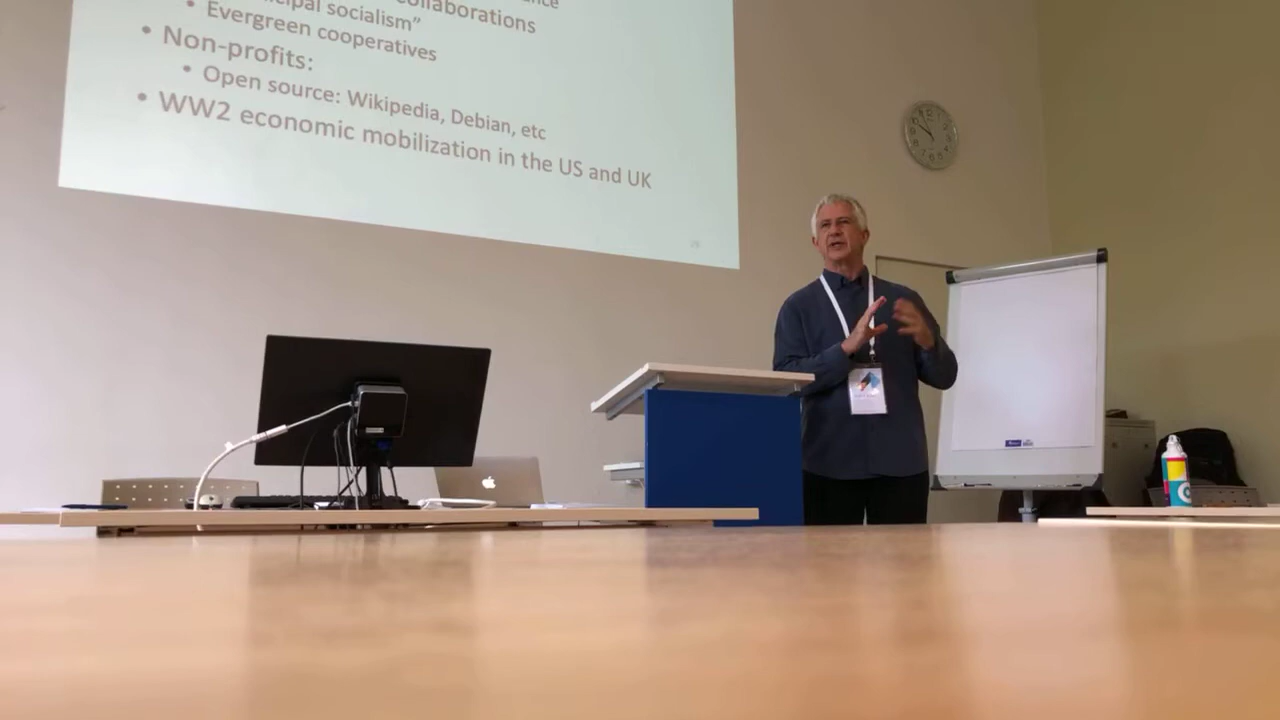 collaborations
socialism”
• Evergreen cooperatives
• Non-profits:
• Open source: Wikipedia, Debian, etc
• WW2 economic mobilization in the US and UK